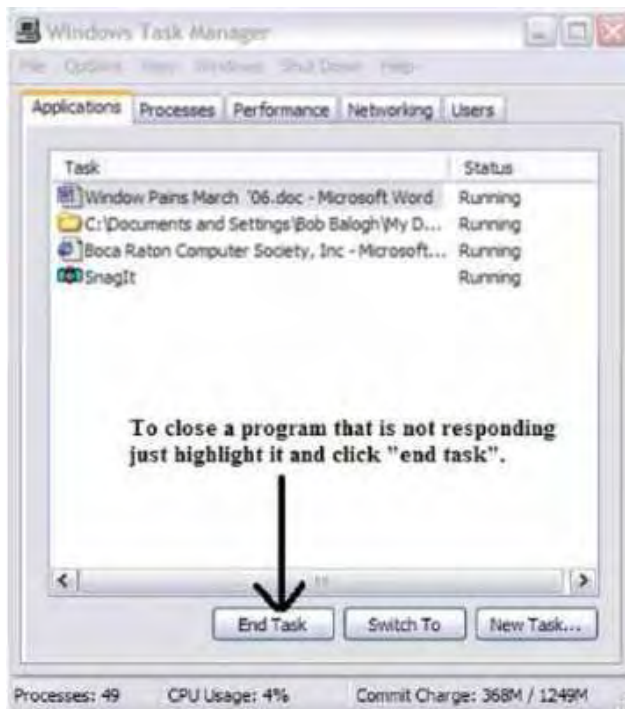 Windows Task Manager
File Options View Windows Shut Down Help
Applications Processes Performance Networking Users
Task Status
Window Pains March '06.doc - Microsoft Word Running
C:\Documents and Settings\Bob Balogh\My D... Running
Boca Raton Computer Society, Inc - Microsoft... Running
SnagIt Running
To close a program that is not responding
just highlight it and click "end task".
End Task Switch To New Task...
Processes: 49 CPU Usage: 4% Commit Charge: 368M / 1249M